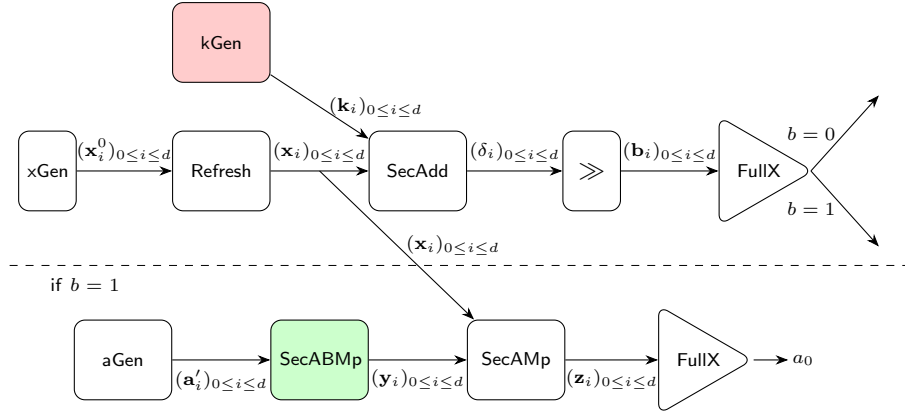 kGen
(k_i)_{0≤i≤d}
xGen
(x_i^0)_{0≤i≤d}
Refresh
(x_i)_{0≤i≤d}
SecAdd
(δ_i)_{0≤i≤d}
≫
(b_i)_{0≤i≤d}
FullX
b = 0
b = 1
(x_i)_{0≤i≤d}
if b = 1
aGen
(a'_i)_{0≤i≤d}
SecABMp
(y_i)_{0≤i≤d}
SecAMp
(z_i)_{0≤i≤d}
FullX
a_0